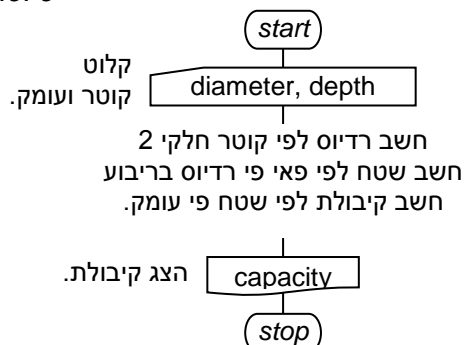 start
קלוט
קוטר ועומק.
diameter, depth
חשב רדיוס לפי קוטר חלקי 2
חשב שטח לפי פאי פי רדיוס בריבוע
חשב קיבולת לפי שטח פי עומק.
הצג קיבולת.
capacity
stop